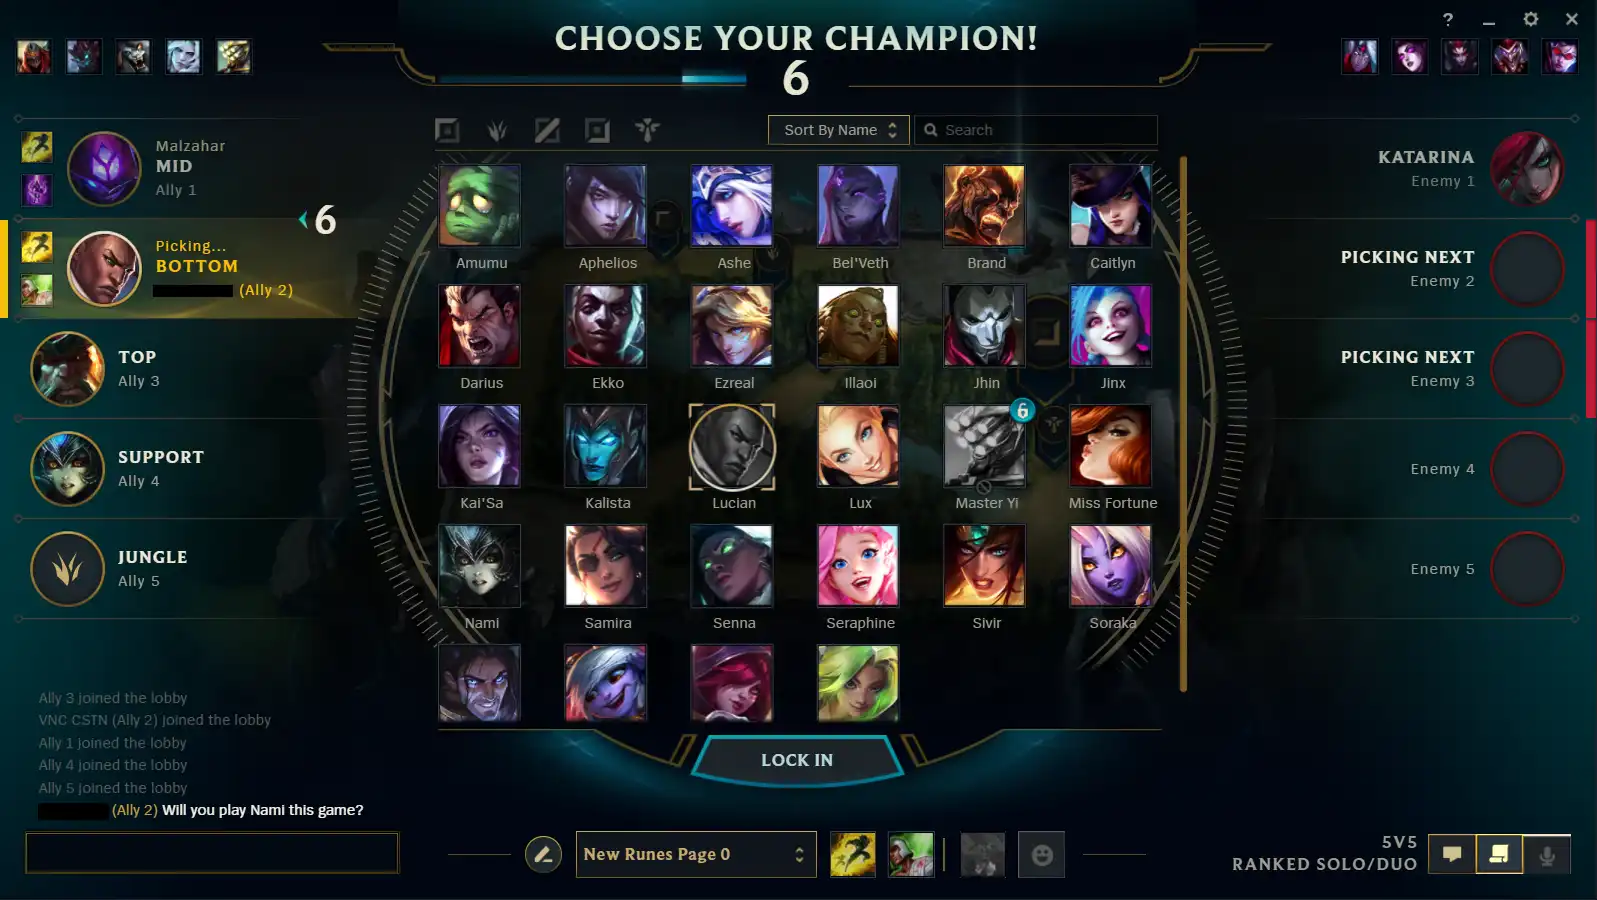 CHOOSE YOUR CHAMPION!
?
6
Sort By Name
Search
Malzahar
MID
Ally 1
6
Picking...
BOTTOM
(Ally 2)
TOP
Ally 3
SUPPORT
Ally 4
JUNGLE
Ally 5
Amumu Aphelios Ashe Bel'Veth Brand Caitlyn
Darius Ekko Ezreal Illaoi Jhin Jinx
6
Kai'Sa Kalista Lucian Lux Master Yi Miss Fortune
Nami Samira Senna Seraphine Sivir Soraka
KATARINA
Enemy 1
PICKING NEXT
Enemy 2
PICKING NEXT
Enemy 3
Enemy 4
Enemy 5
Ally 3 joined the lobby
VNC CSTN (Ally 2) joined the lobby
Ally 1 joined the lobby
Ally 4 joined the lobby
Ally 5 joined the lobby
(Ally 2) Will you play Nami this game?
LOCK IN
New Runes Page 0
5V5
RANKED SOLO/DUO